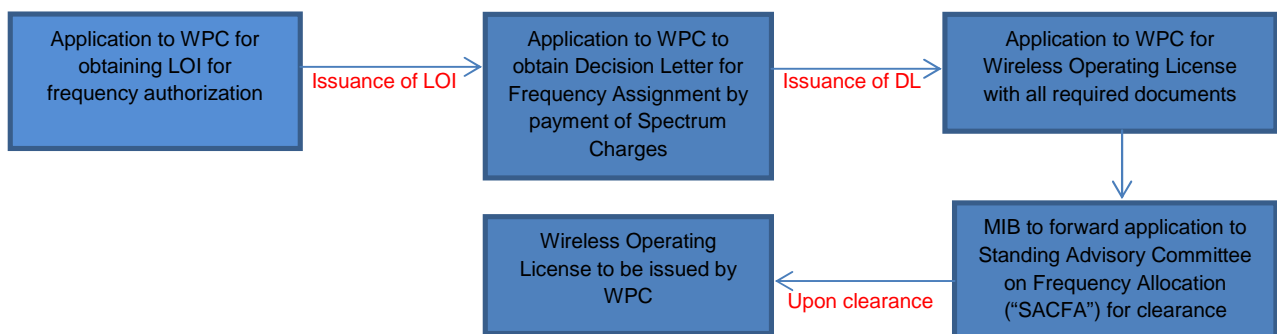 Application to WPC for
obtaining LOI for
frequency authorization
Issuance of LOI
Application to WPC to
obtain Decision Letter for
Frequency Assignment by
payment of Spectrum
Charges
Issuance of DL
Application to WPC for
Wireless Operating License
with all required documents
MIB to forward application to
Standing Advisory Committee
on Frequency Allocation
(“SACFA”) for clearance
Upon clearance
Wireless Operating
License to be issued by
WPC